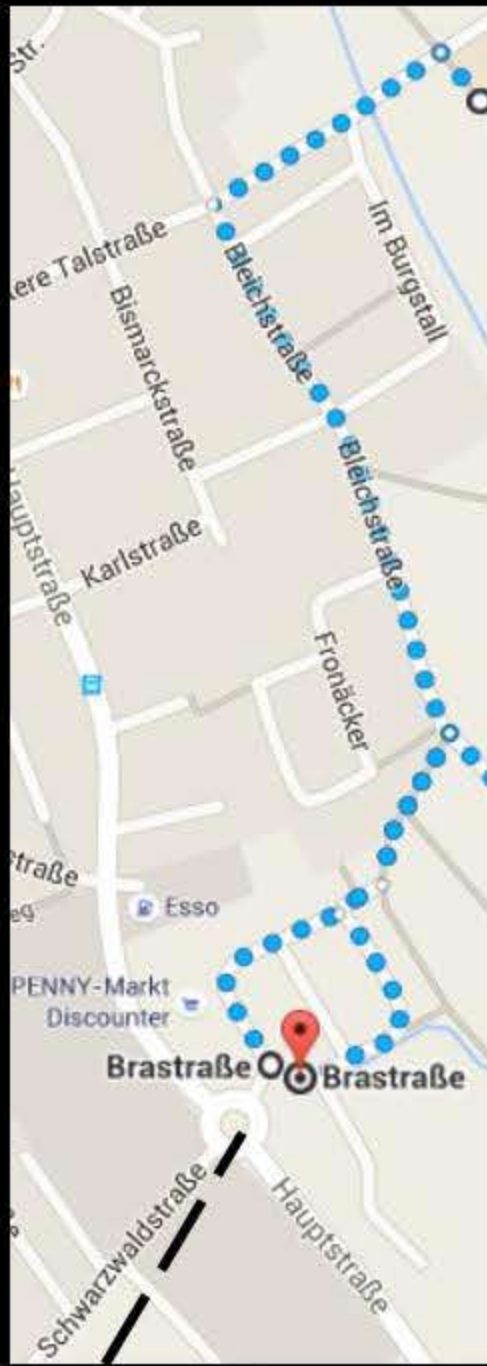 Str.
ere Talstraße
Bleichstraße
Im Burgstall
Bismarckstraße
Bleichstraße
Hauptstraße
Karlstraße
Fronäcker
straße
Esso
PENNY-Markt
Discounter
Brastraße
Brastraße
Schwarzwaldstraße
Hauptstraße